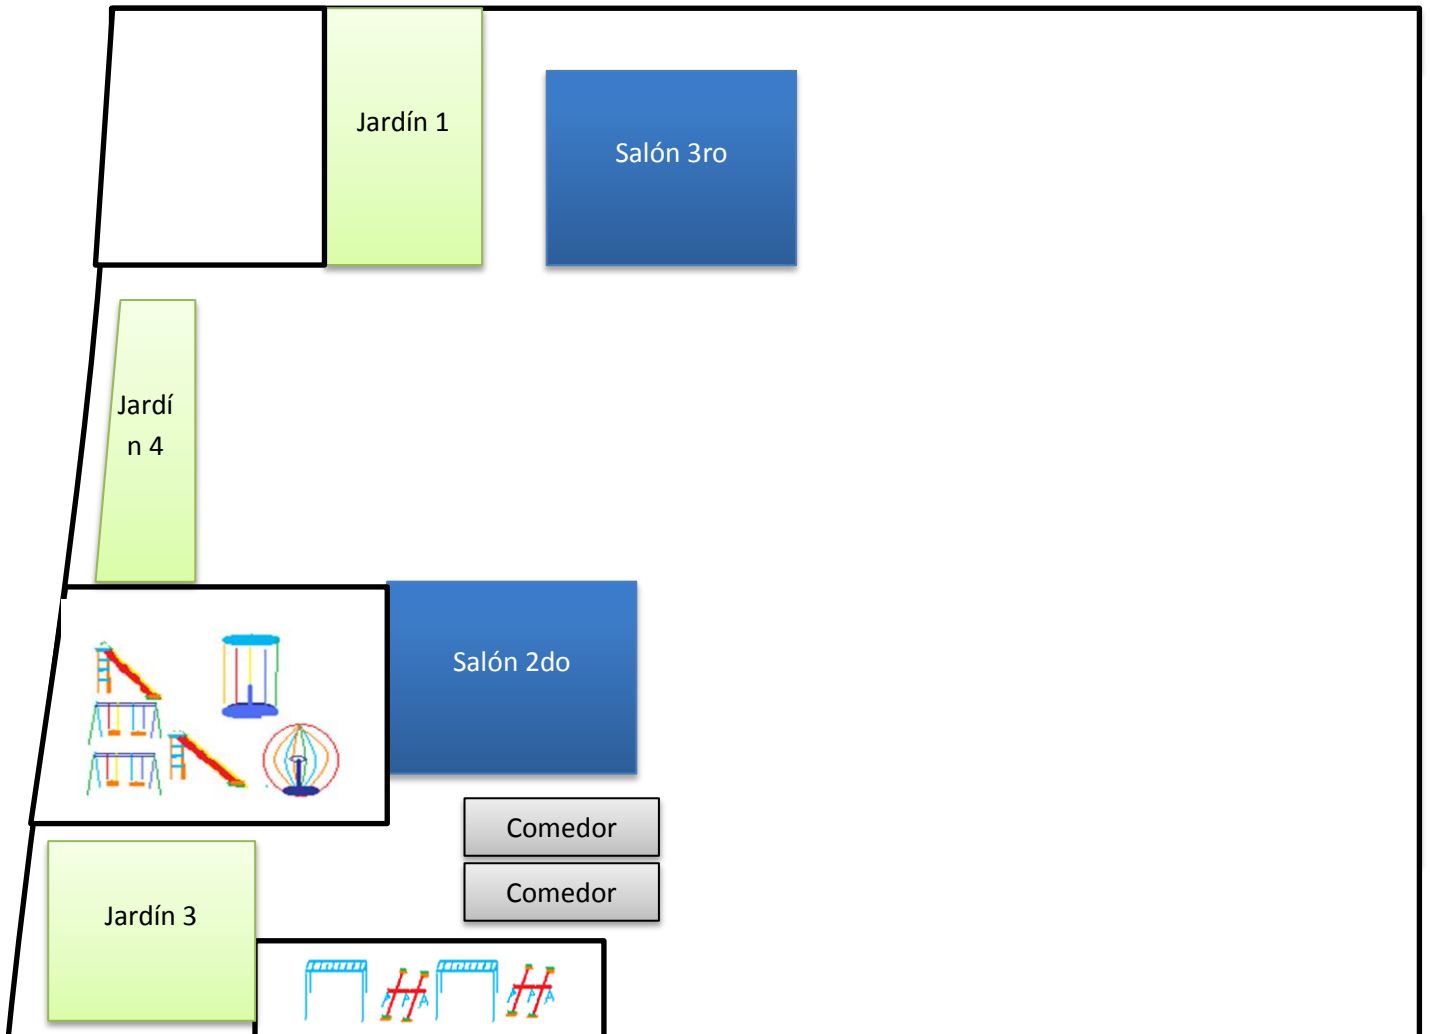 Jardín 1
Salón 3ro
Jardí
n 4
Salón 2do
Comedor
Comedor
Jardín 3